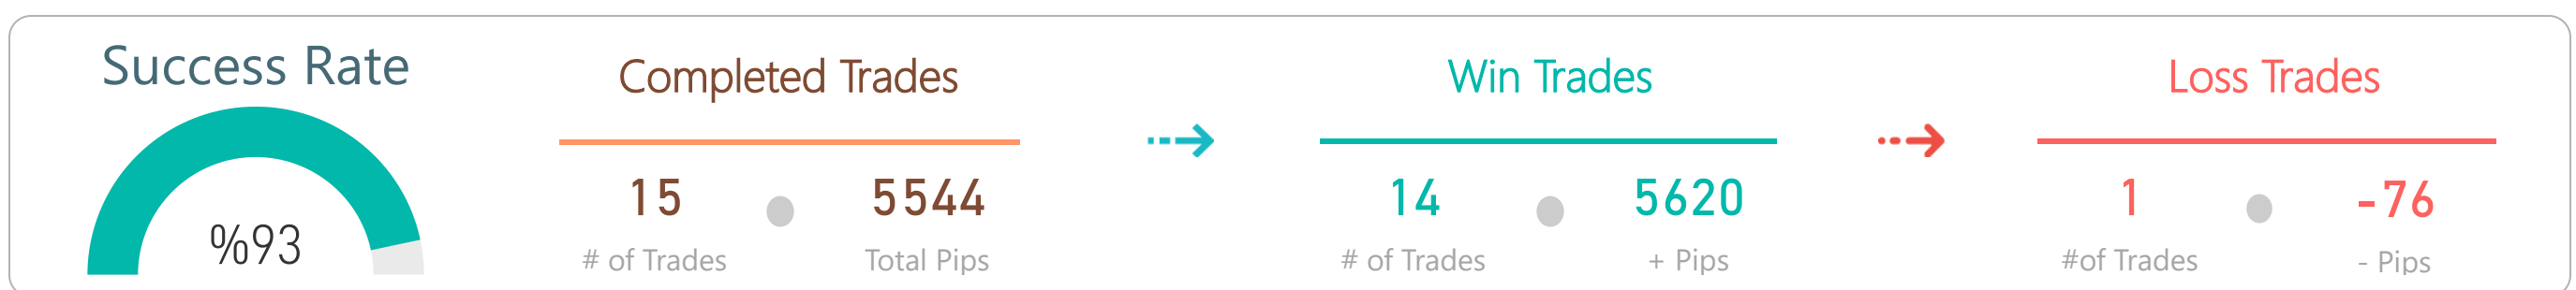 Success Rate
%93
Completed Trades
15 5544
# of Trades Total Pips
Win Trades
14 5620
# of Trades + Pips
Loss Trades
1 -76
#of Trades - Pips